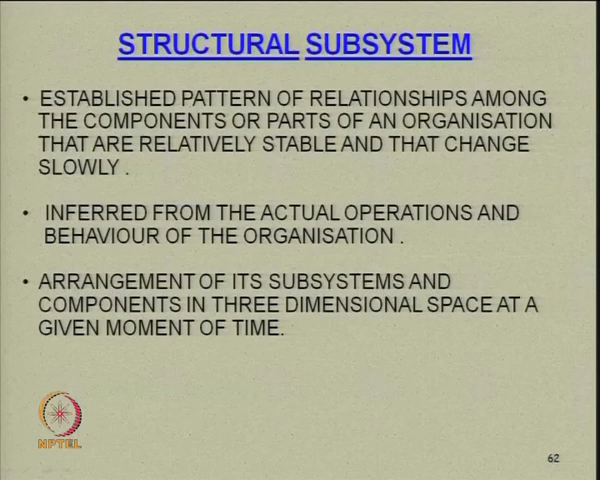 STRUCTURAL SUBSYSTEM
• ESTABLISHED PATTERN OF RELATIONSHIPS AMONG
THE COMPONENTS OR PARTS OF AN ORGANISATION
THAT ARE RELATIVELY STABLE AND THAT CHANGE
SLOWLY .
• INFERRED FROM THE ACTUAL OPERATIONS AND
BEHAVIOUR OF THE ORGANISATION .
• ARRANGEMENT OF ITS SUBSYSTEMS AND
COMPONENTS IN THREE DIMENSIONAL SPACE AT A
GIVEN MOMENT OF TIME.
NPTEL
62